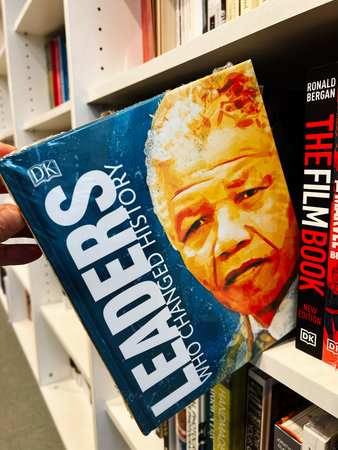 DK
LEADERS
WHO CHANGED HISTORY
RONALD
BERGAN
THE FILM BOOK
NEW
EDITION
DK